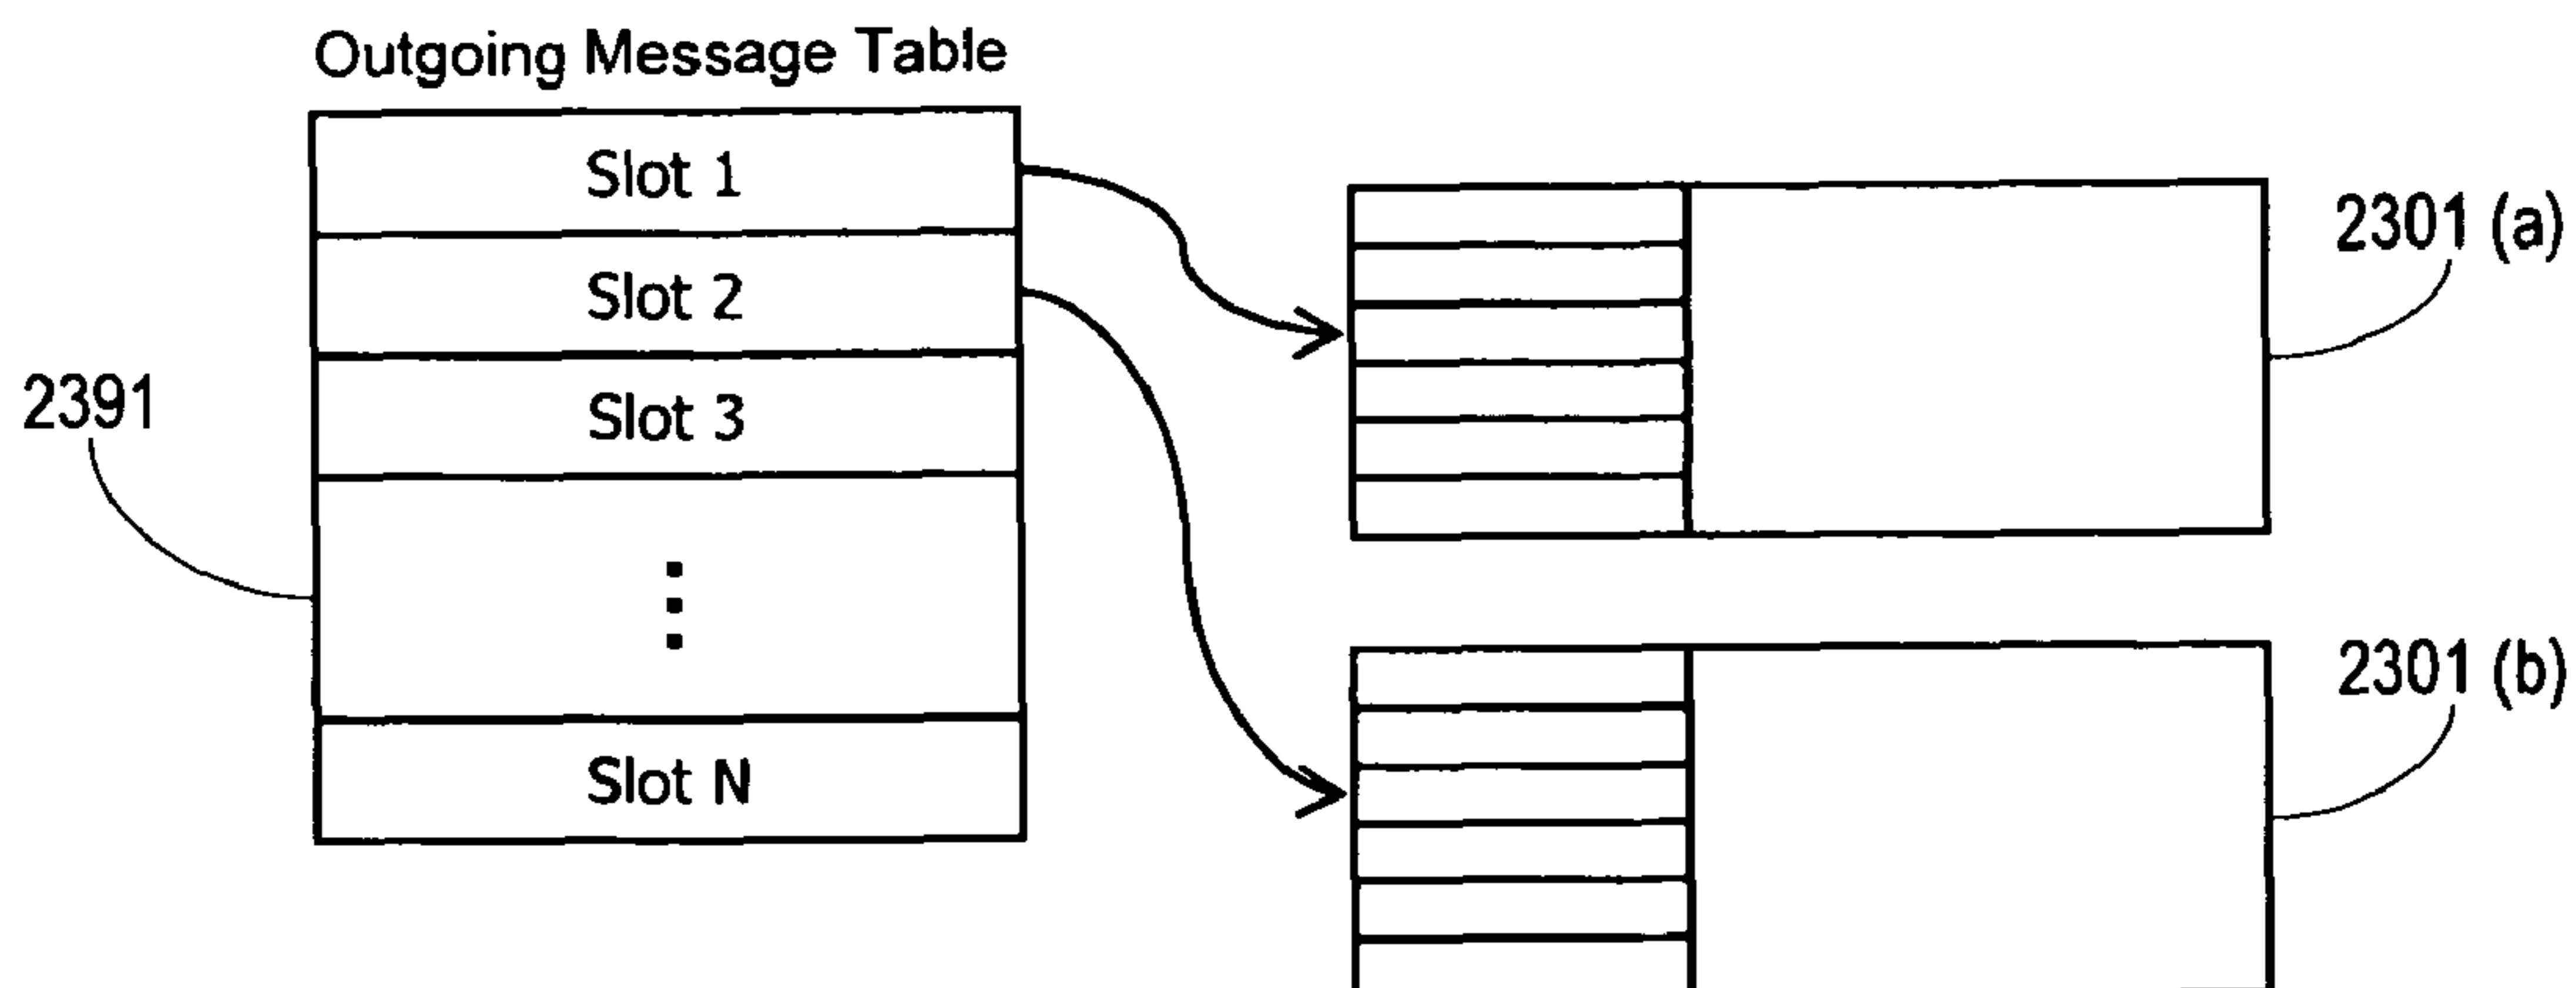 Outgoing Message Table
Slot 1
Slot 2
Slot 3
Slot N
2391
2301 (a)
2301 (b)